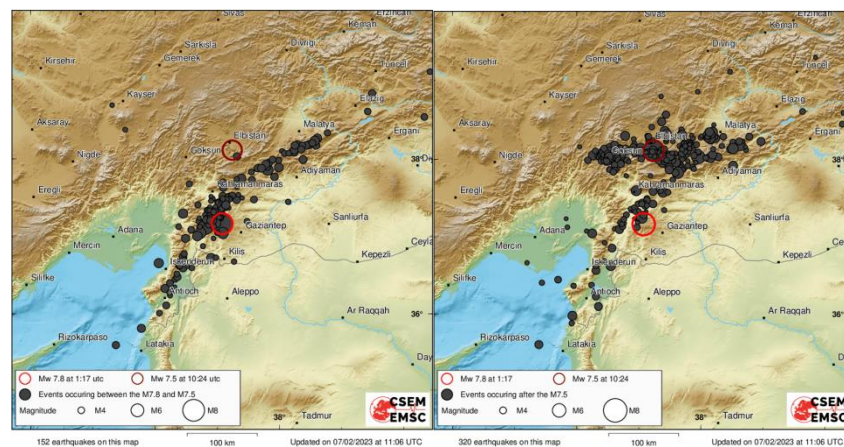 Sivas
Erzincan
Kemah
Sarkisla
Divrigi
Kirsehir
Gemerek
Tuncel
Kayseri
Elazig
Aksaray
Malatya
Ergani
Elbistan
Goksun
Nigde
38°
Adiyaman
Eregli
Kahramanmaras
Adana
Gaziantep
Sanliurfa
Mercin
Ceyla
Kilis
Kepezli
Iskenderun
Silifke
Antioch
Aleppo
Ar Raqqah
36°
Rizokarpaso
Latakia
Day
Mw 7.8 at 1:17 utc
Mw 7.5 at 10:24 utc
Events occuring between the M7.8 and M7.5
Magnitude
M4
M6
M8
38°
Tadmur
CSEM
EMSC
152 earthquakes on this map
100 km
Updated on 07/02/2023 at 11:06 UTC
Sivas
Erzincan
Kemah
Sarkisla
Divrigi
Kirsehir
Gemerek
Tuncel
Kayseri
Elazig
Aksaray
Malatya
Ergani
Elbistan
Goksun
Nigde
38°
Adiyaman
Eregli
Kahramanmaras
Adana
Gaziantep
Sanliurfa
Mercin
Ceyla
Kilis
Kepezli
Iskenderun
Silifke
Antioch
Aleppo
Ar Raqqah
36°
Rizokarpaso
Latakia
Day
Mw 7.8 at 1:17
Mw 7.5 at 10:24
Events occuring after the M7.5
Magnitude
M4
M6
M8
38°
Tadmur
CSEM
EMSC
320 earthquakes on this map
100 km
Updated on 07/02/2023 at 11:06 UTC